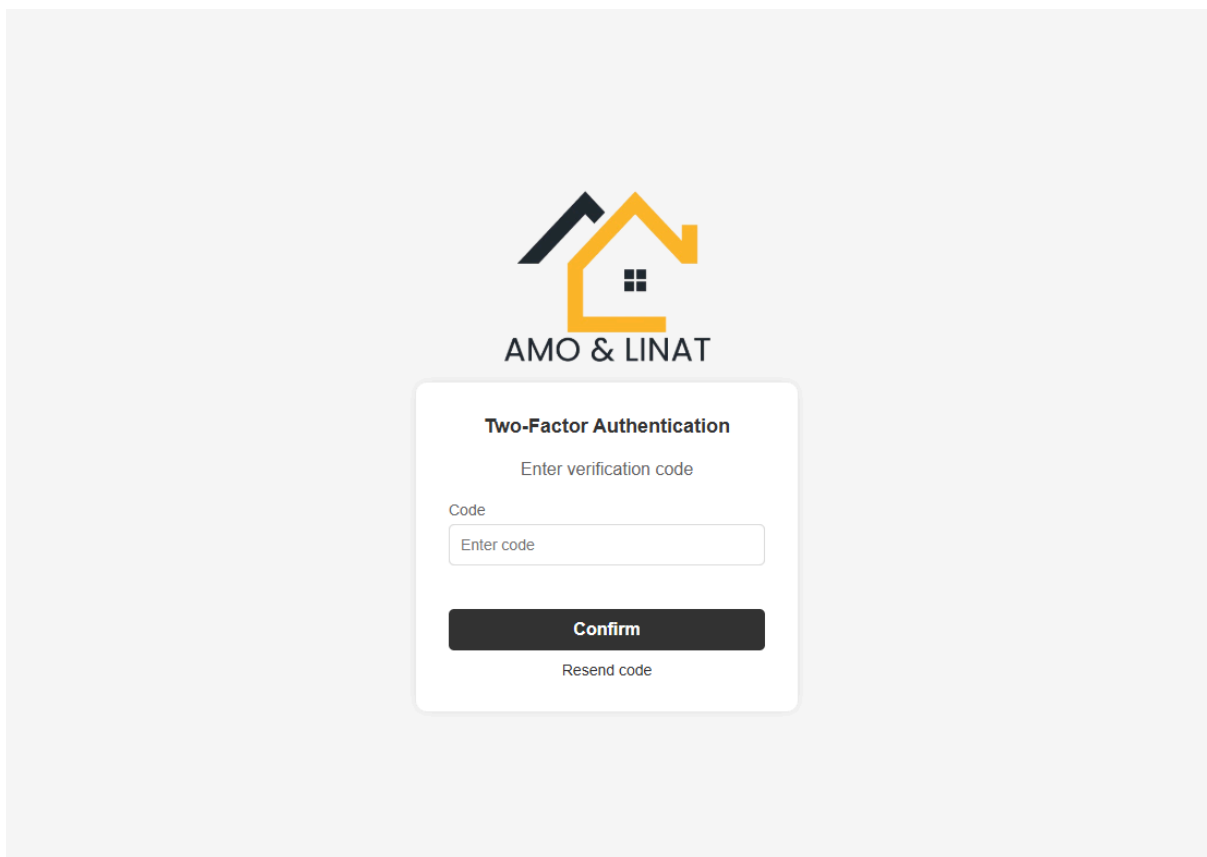 AMO & LINAT
Two-Factor Authentication
Enter verification code
Code
Enter code
Confirm
Resend code